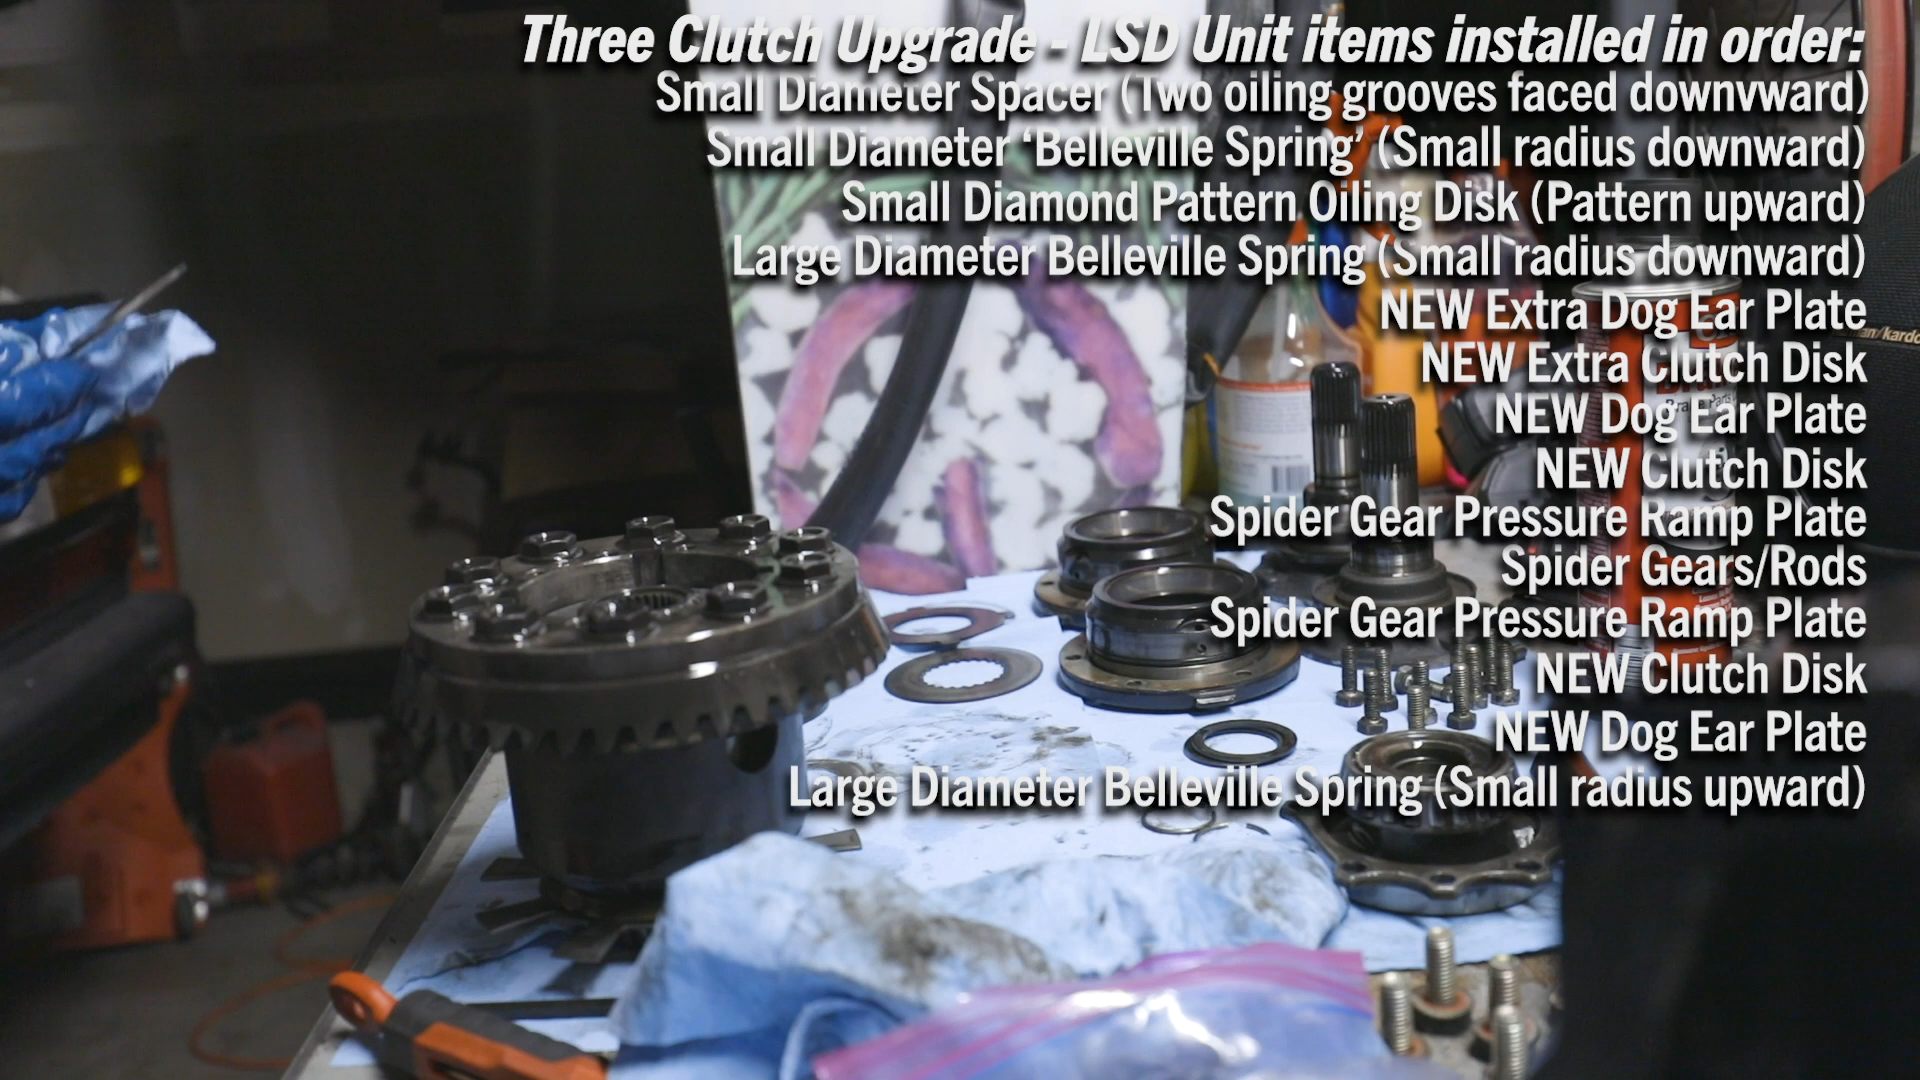 Three Clutch Upgrade - LSD Unit items installed in order:
Small Diameter Spacer (Two oiling grooves faced downvward)
Small Diameter ‘Belleville Spring’ (Small radius downward)
Small Diamond Pattern Oiling Disk (Pattern upward)
Large Diameter Belleville Spring (Small radius downward)
NEW Extra Dog Ear Plate
NEW Extra Clutch Disk
NEW Dog Ear Plate
NEW Clutch Disk
Spider Gear Pressure Ramp Plate
Spider Gears/Rods
Spider Gear Pressure Ramp Plate
NEW Clutch Disk
NEW Dog Ear Plate
Large Diameter Belleville Spring (Small radius upward)